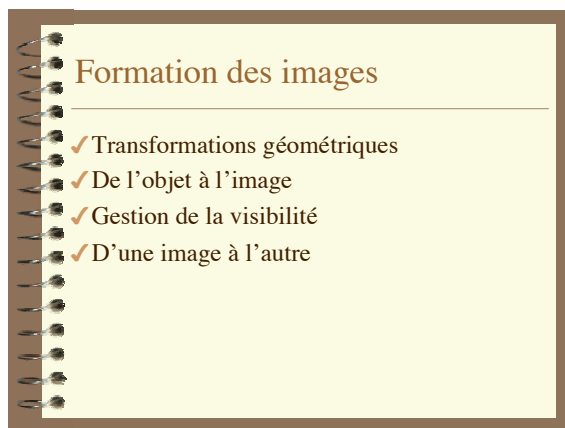 Formation des images
Transformations géométriques
De l’objet à l’image
Gestion de la visibilité
D’une image à l’autre